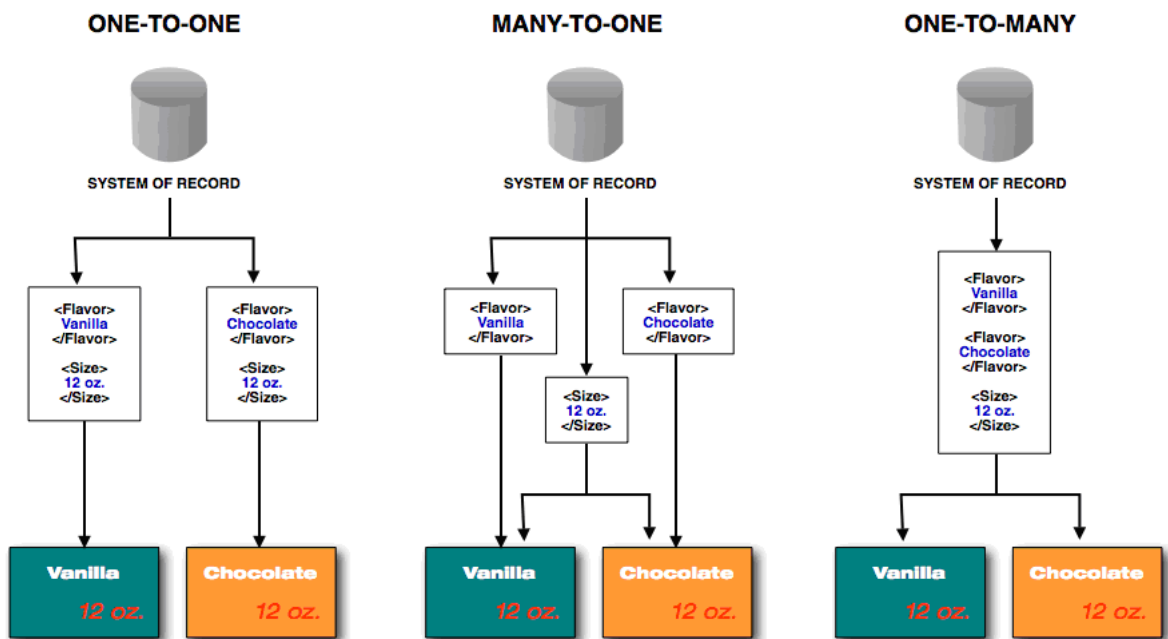 ONE-TO-ONE
SYSTEM OF RECORD
<Flavor>
Vanilla
</Flavor>
<Size>
12 oz.
</Size>
<Flavor>
Chocolate
</Flavor>
<Size>
12 oz.
</Size>
Vanilla
12 oz.
Chocolate
12 oz.
MANY-TO-ONE
SYSTEM OF RECORD
<Flavor>
Vanilla
</Flavor>
<Flavor>
Chocolate
</Flavor>
<Size>
12 oz.
</Size>
Vanilla
12 oz.
Chocolate
12 oz.
ONE-TO-MANY
SYSTEM OF RECORD
<Flavor>
Vanilla
</Flavor>
<Flavor>
Chocolate
</Flavor>
<Size>
12 oz.
</Size>
Vanilla
12 oz.
Chocolate
12 oz.